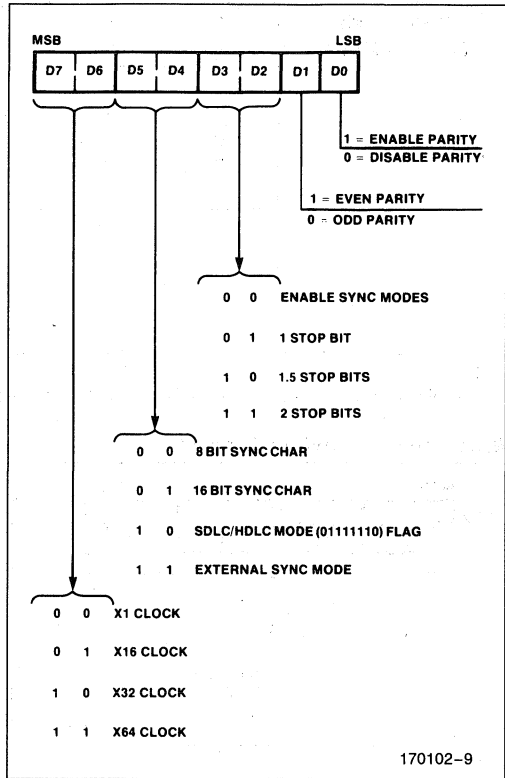 MSB LSB
D7 D6 D5 D4 D3 D2 D1 D0
1 = ENABLE PARITY
0 = DISABLE PARITY
1 = EVEN PARITY
0 = ODD PARITY
0 0 ENABLE SYNC MODES
0 1 1 STOP BIT
1 0 1.5 STOP BITS
1 1 2 STOP BITS
0 0 8 BIT SYNC CHAR
0 1 16 BIT SYNC CHAR
1 0 SDLC/HDLC MODE (01111110) FLAG
1 1 EXTERNAL SYNC MODE
0 0 X1 CLOCK
0 1 X16 CLOCK
1 0 X32 CLOCK
1 1 X64 CLOCK
170102-9